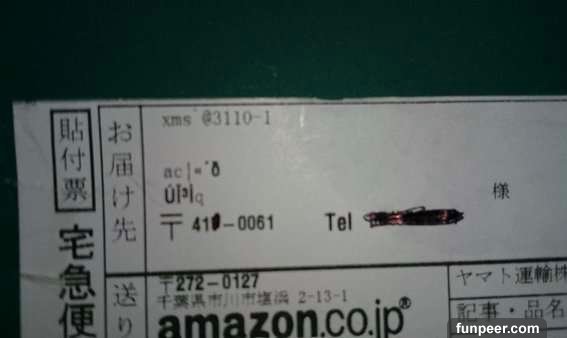 貼付票
宅急便
お届け先
xms`@3110-1
ac|«´ð
ÚÏ³Íq
様
〒 41-0061 Tel
送り
〒272-0127
千葉県市川市塩浜 2-13-1
amazon.co.jp®
ヤマト運輸株
記事・品名
funpeer.com